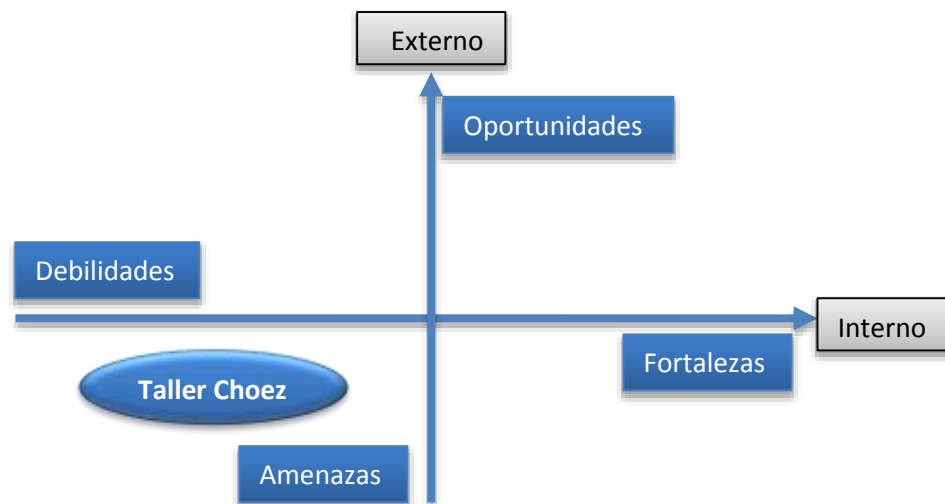 Externo
Oportunidades
Debilidades
Interno
Fortalezas
Taller Choez
Amenazas